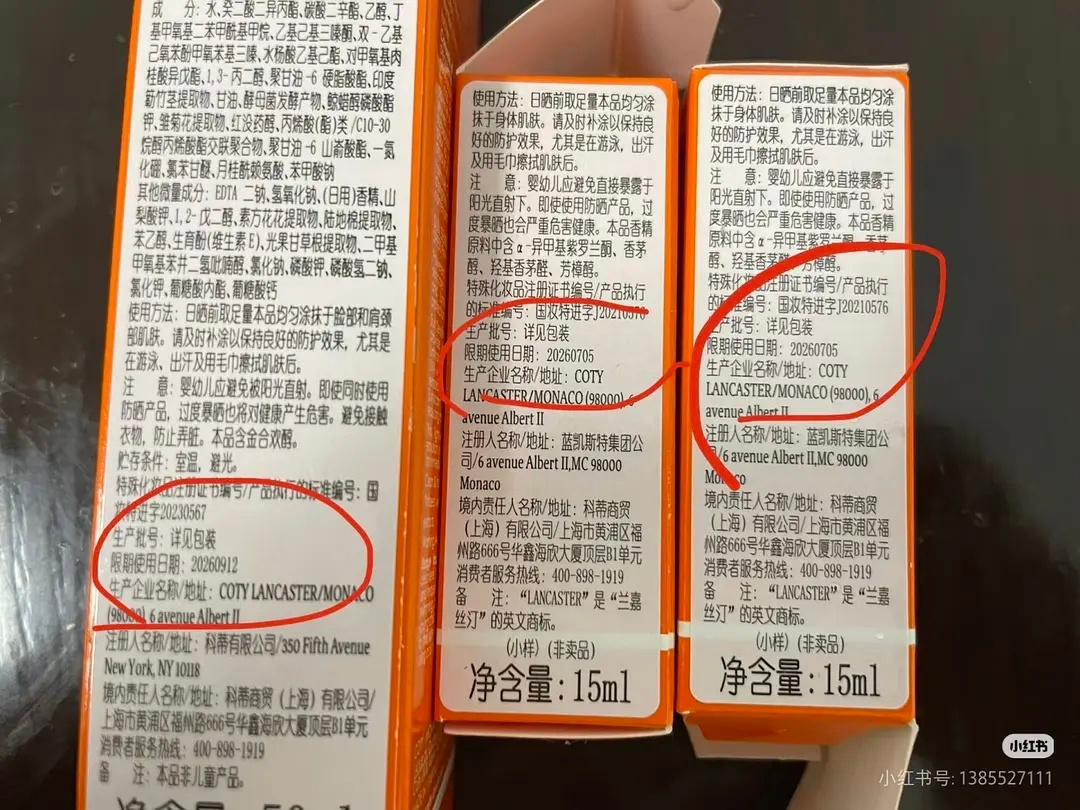 成 分：水、癸二酸二异丙酯、碳酸二辛酯、乙醇、丁
基甲氧基二苯甲酰基甲烷、乙基己基三嗪酮、双-乙基
己氧苯酚甲氧苯基三嗪、水杨酸乙基己酯、对甲氧基肉
桂酸异戊酯、1,3-丙二醇、聚甘油-6 硬脂酸酯、印度
簕竹茎提取物、甘油、酵母菌发酵产物、鲸蜡醇磷酸酯
钾、雏菊花提取物、红没药醇、丙烯酸(酯)类/C10-30
烷醇丙烯酸酯交联聚合物、聚甘油-6 山嵛酸酯、一氮
化硼、氯苯甘醚、月桂酰赖氨酸、苯甲酸钠
其他微量成分：EDTA 二钠、氢氧化钠、(日用)香精、山
梨酸钾、1,2-戊二醇、素方花花提取物、陆地棉提取物、
苯乙醇、生育酚(维生素E)、光果甘草根提取物、二甲基
甲氧基苯并二氢吡喃醇、氯化钠、磷酸钾、磷酸氢二钠、
氯化钾、葡糖酸内酯、葡糖酸钙
使用方法：日晒前取足量本品均匀涂抹于脸部和肩颈
部肌肤。请及时补涂以保持良好的防护效果，尤其是
在游泳、出汗及用毛巾擦拭肌肤后。
注 意：婴幼儿应避免被阳光直射。即使同时使用
防晒产品，过度暴晒也将对健康产生危害。避免接触
衣物，防止弄脏。本品含金合欢醇。
贮存条件：室温，避光。
特殊化妆品注册证书编号/产品执行的标准编号：国
妆特进字20230567
生产批号：详见包装
限期使用日期：20260912
生产企业名称/地址：COTY LANCASTER/MONACO
(98000), 6 avenue Albert II
注册人名称/地址：科蒂有限公司/350 Fifth Avenue
New York, NY 10118
境内责任人名称/地址：科蒂商贸（上海）有限公司/
上海市黄浦区福州路666号华鑫海欣大厦顶层B1单元
消费者服务热线：400-898-1919
备 注：本品非儿童产品。
使用方法：日晒前取足量本品均匀涂
抹于身体肌肤。请及时补涂以保持良
好的防护效果，尤其是在游泳、出汗
及用毛巾擦拭肌肤后。
注 意：婴幼儿应避免直接暴露于
阳光直射下。即使使用防晒产品，过
度暴晒也会严重危害健康。本品香精
原料中含α-异甲基紫罗兰酮、香茅
醇、羟基香茅醛、芳樟醇。
特殊化妆品注册证书编号/产品执行
的标准编号：国妆特进字J20210576
生产批号：详见包装
限期使用日期：20260705
生产企业名称/地址：COTY
LANCASTER/MONACO (98000), 6
avenue Albert II
注册人名称/地址：蓝凯斯特集团公
司/6 avenue Albert II,MC 98000
Monaco
境内责任人名称/地址：科蒂商贸
（上海）有限公司/上海市黄浦区福
州路666号华鑫海欣大厦顶层B1单元
消费者服务热线：400-898-1919
备 注：“LANCASTER”是“兰嘉
丝汀”的英文商标。
(小样)（非卖品）
净含量：15ml
使用方法：日晒前取足量本品均匀涂
抹于身体肌肤。请及时补涂以保持良
好的防护效果，尤其是在游泳、出汗
及用毛巾擦拭肌肤后。
注 意：婴幼儿应避免直接暴露于
阳光直射下。即使使用防晒产品，过
度暴晒也会严重危害健康。本品香精
原料中含α-异甲基紫罗兰酮、香茅
醇、羟基香茅醛、芳樟醇。
特殊化妆品注册证书编号/产品执行
的标准编号：国妆特进字J20210576
生产批号：详见包装
限期使用日期：20260705
生产企业名称/地址：COTY
LANCASTER/MONACO (98000), 6
avenue Albert II
注册人名称/地址：蓝凯斯特集团公
司/6 avenue Albert II,MC 98000
Monaco
境内责任人名称/地址：科蒂商贸
（上海）有限公司/上海市黄浦区福
州路666号华鑫海欣大厦顶层B1单元
消费者服务热线：400-898-1919
备 注：“LANCASTER”是“兰嘉
丝汀”的英文商标。
(小样)（非卖品）
净含量：15ml
小红书
小红书号: 1385527111